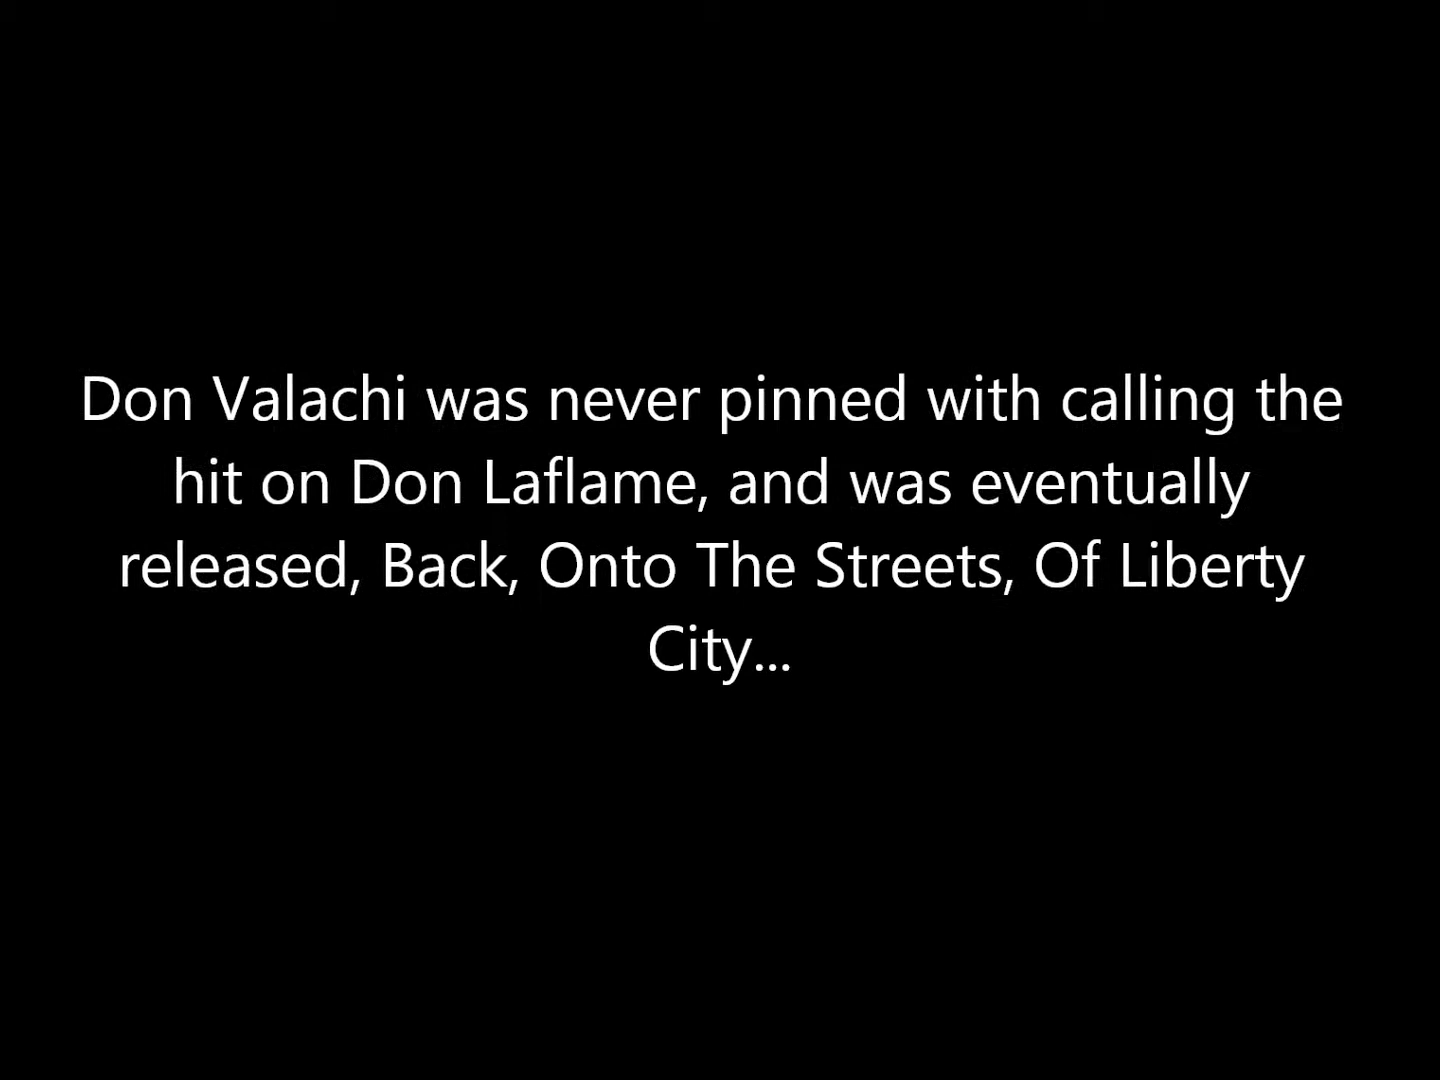 Don Valachi was never pinned with calling the
hit on Don Laflame, and was eventually
released, Back, Onto The Streets, Of Liberty
City...